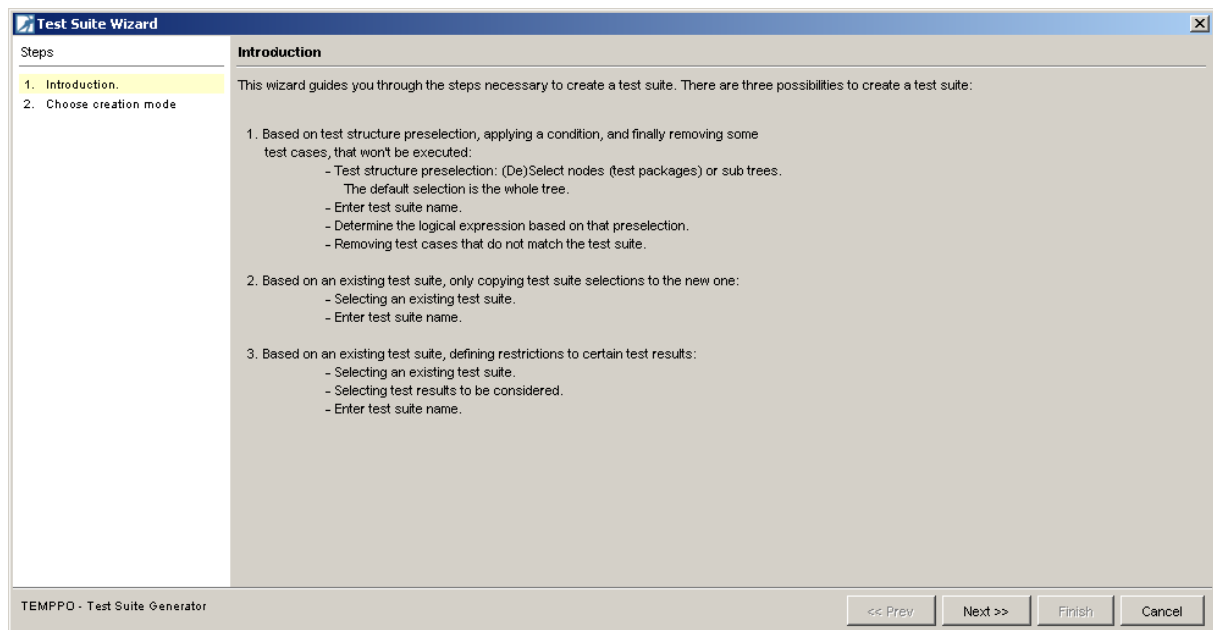 Test Suite Wizard
Steps
1. Introduction.
2. Choose creation mode
Introduction
This wizard guides you through the steps necessary to create a test suite. There are three possibilities to create a test suite:
1. Based on test structure preselection, applying a condition, and finally removing some
test cases, that won't be executed:
- Test structure preselection: (De)Select nodes (test packages) or sub trees.
The default selection is the whole tree.
- Enter test suite name.
- Determine the logical expression based on that preselection.
- Removing test cases that do not match the test suite.
2. Based on an existing test suite, only copying test suite selections to the new one:
- Selecting an existing test suite.
- Enter test suite name.
3. Based on an existing test suite, defining restrictions to certain test results:
- Selecting an existing test suite.
- Selecting test results to be considered.
- Enter test suite name.
TEMPPO - Test Suite Generator
<< Prev Next >> Finish Cancel